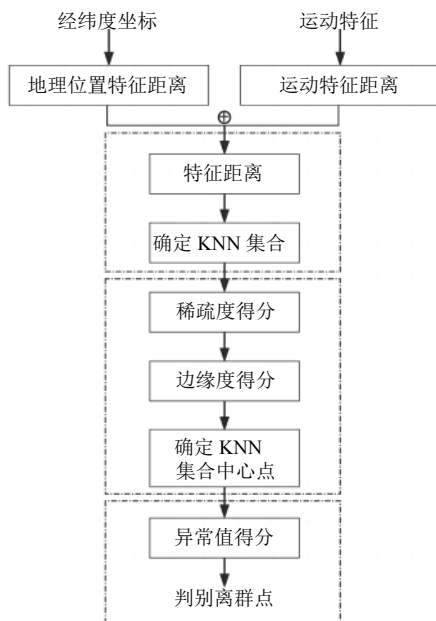 经纬度坐标
运动特征
地理位置特征距离
运动特征距离
特征距离
确定 KNN 集合
稀疏度得分
边缘度得分
确定 KNN
集合中心点
异常值得分
判别离群点